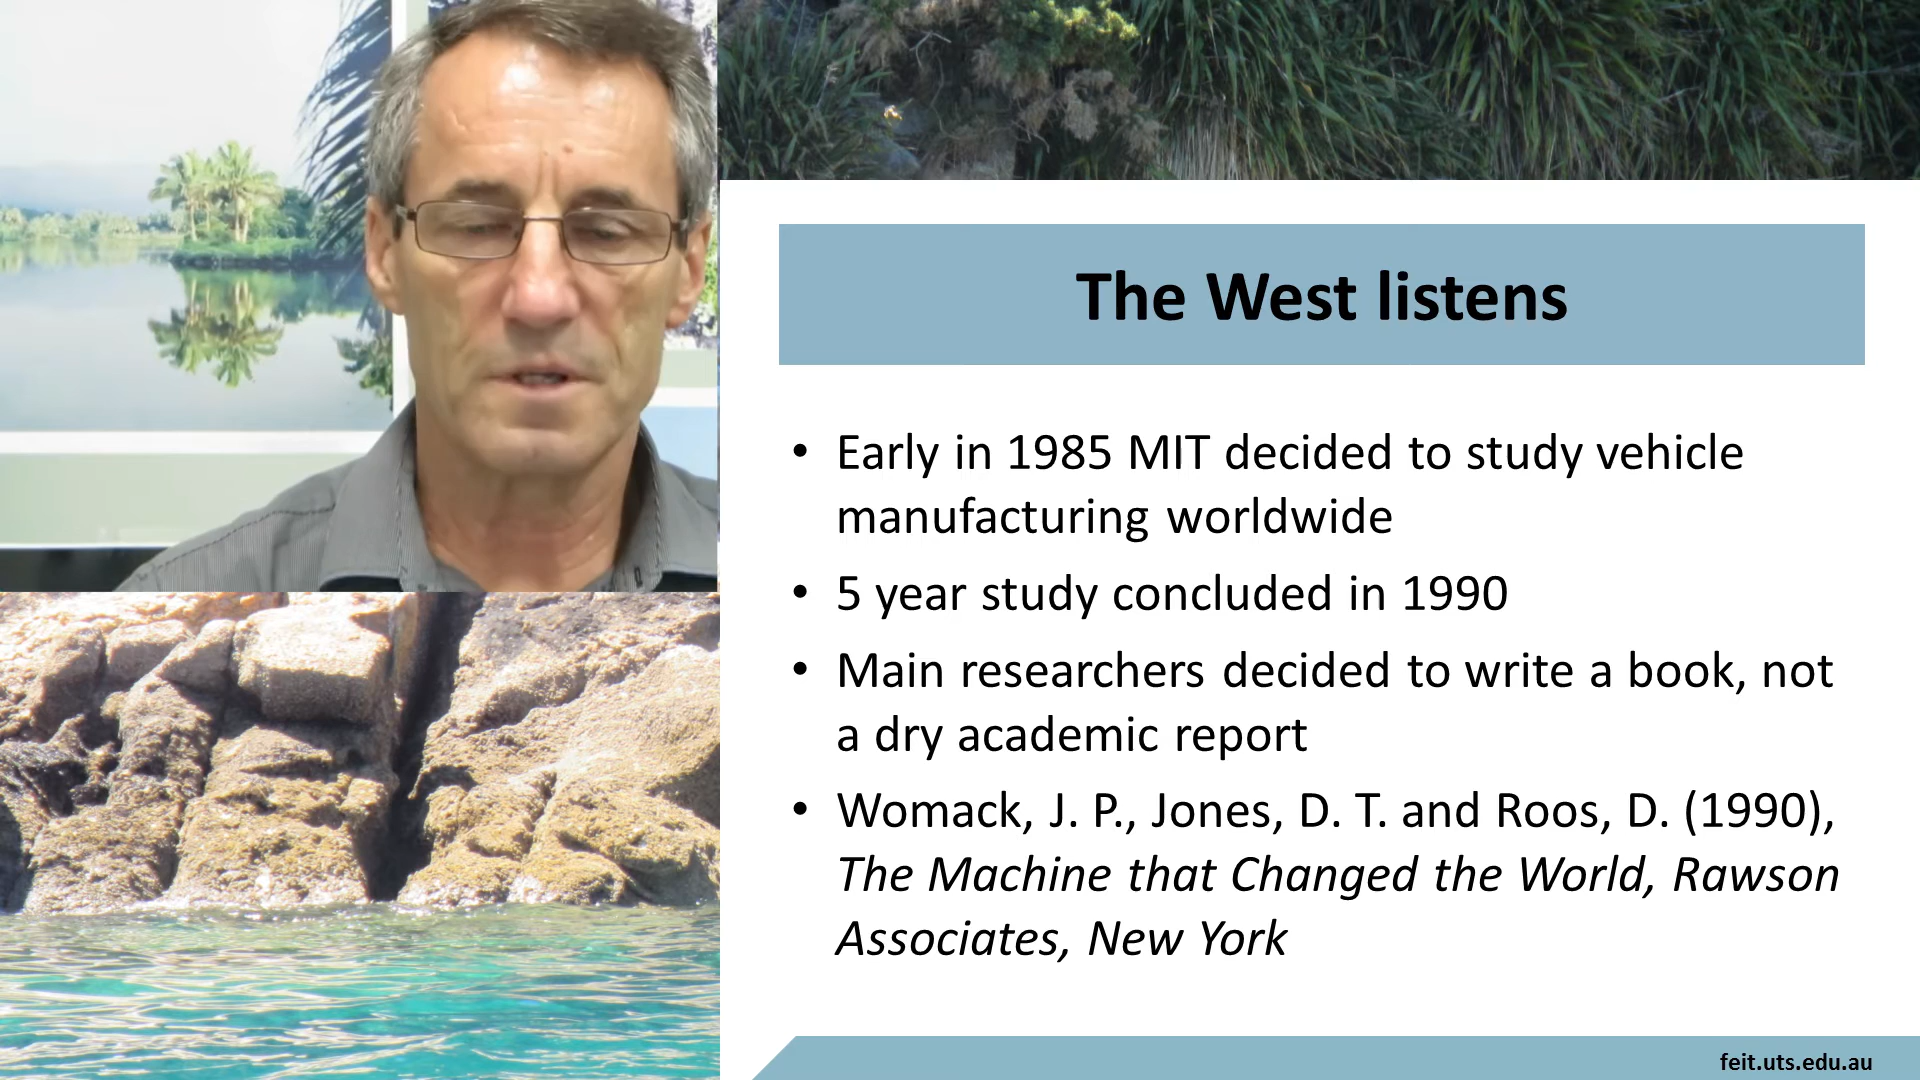 The West listens
• Early in 1985 MIT decided to study vehicle
manufacturing worldwide
• 5 year study concluded in 1990
• Main researchers decided to write a book, not
a dry academic report
• Womack, J. P., Jones, D. T. and Roos, D. (1990),
The Machine that Changed the World, Rawson
Associates, New York
feit.uts.edu.au